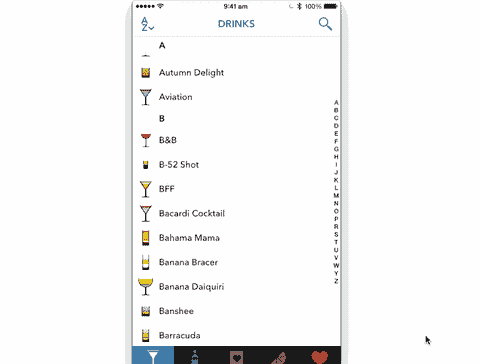 9:41 am
100%
A
Z
DRINKS
A
Autumn Delight
Aviation
B
B&B
B-52 Shot
BFF
Bacardi Cocktail
Bahama Mama
Banana Bracer
Banana Daiquiri
Banshee
Barracuda
A
B
C
D
E
F
G
H
I
J
K
L
M
N
O
P
R
S
T
U
V
W
Y
Z